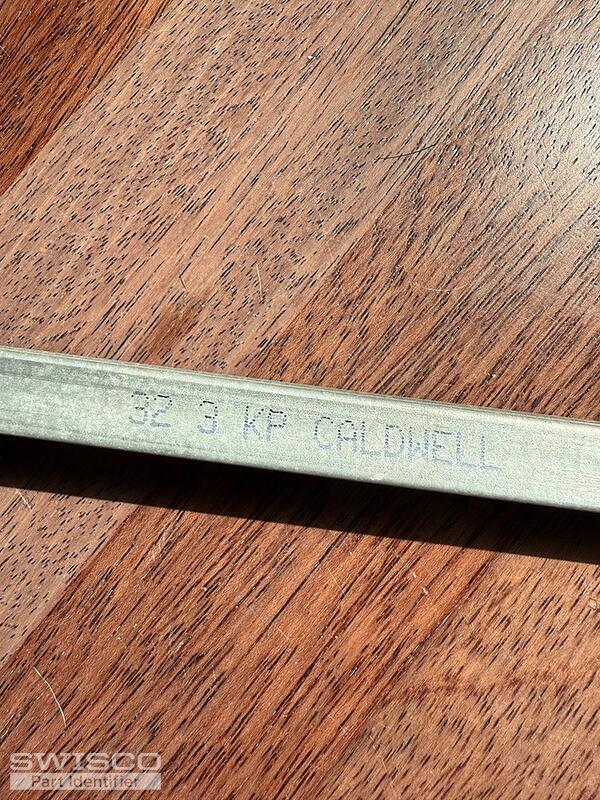 32 3 KP CALDWELL
SWISCO
Part Identifier